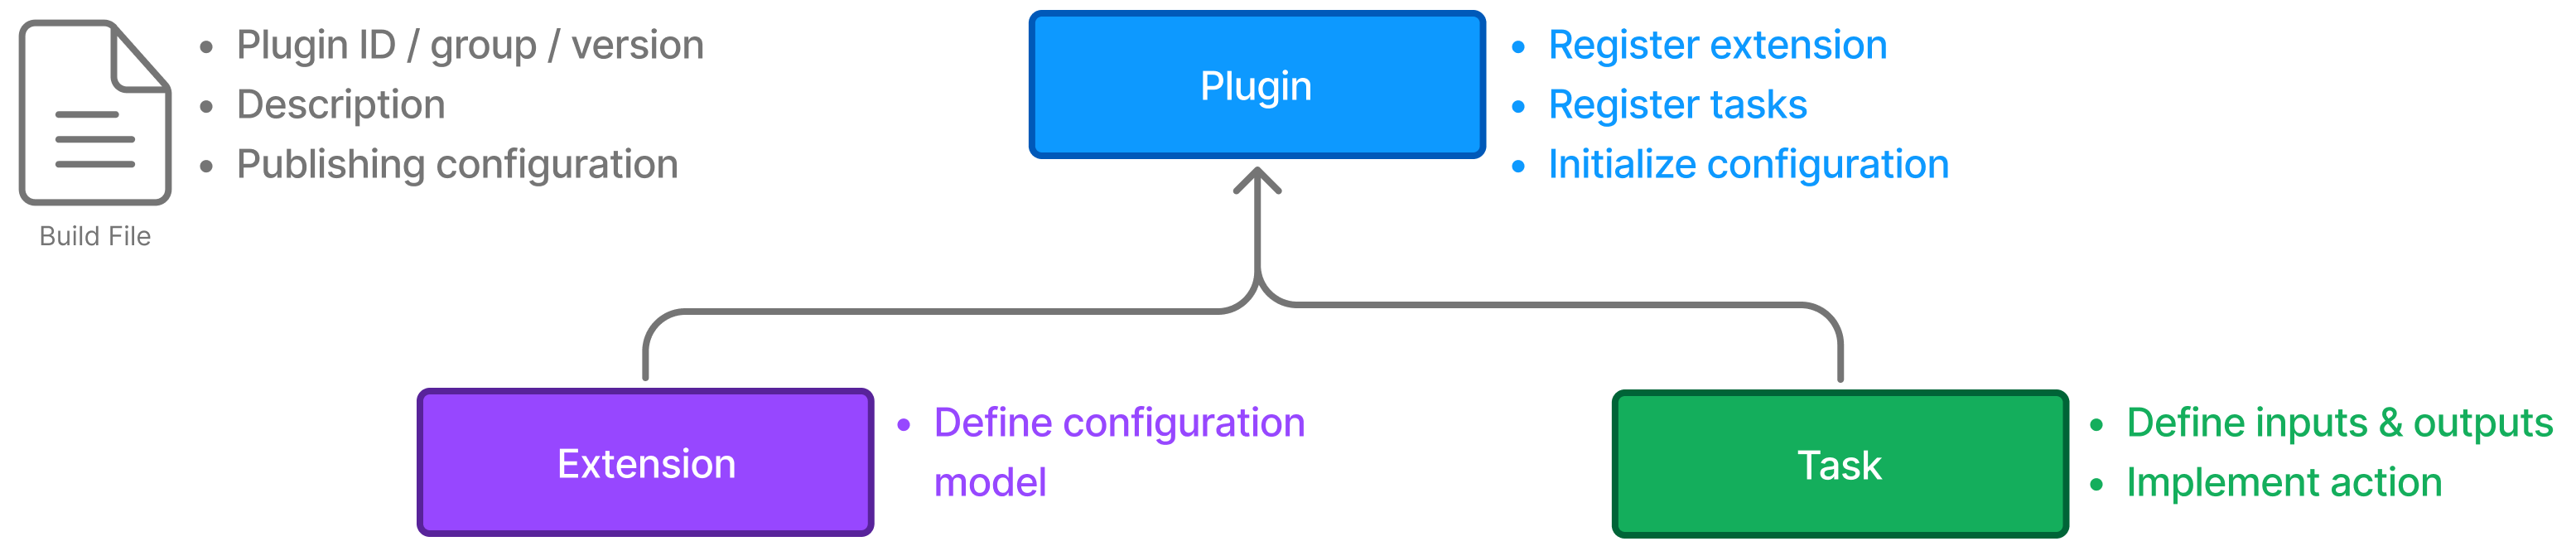 • Plugin ID / group / version
• Description
• Publishing configuration
Build File
Plugin
• Register extension
• Register tasks
• Initialize configuration
Extension
• Define configuration
model
Task
• Define inputs & outputs
• Implement action